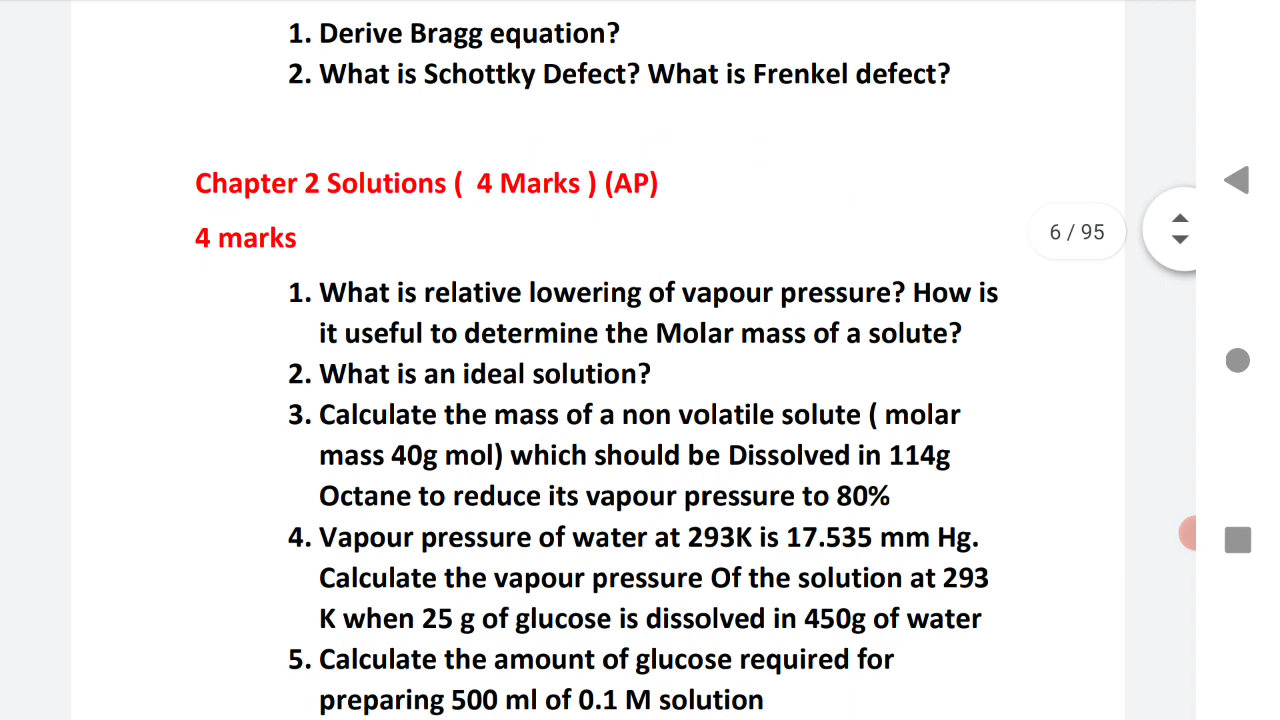 1. Derive Bragg equation?
2. What is Schottky Defect? What is Frenkel defect?
Chapter 2 Solutions ( 4 Marks ) (AP)
4 marks
6 / 95
1. What is relative lowering of vapour pressure? How is
it useful to determine the Molar mass of a solute?
2. What is an ideal solution?
3. Calculate the mass of a non volatile solute ( molar
mass 40g mol) which should be Dissolved in 114g
Octane to reduce its vapour pressure to 80%
4. Vapour pressure of water at 293K is 17.535 mm Hg.
Calculate the vapour pressure Of the solution at 293
K when 25 g of glucose is dissolved in 450g of water
5. Calculate the amount of glucose required for
preparing 500 ml of 0.1 M solution